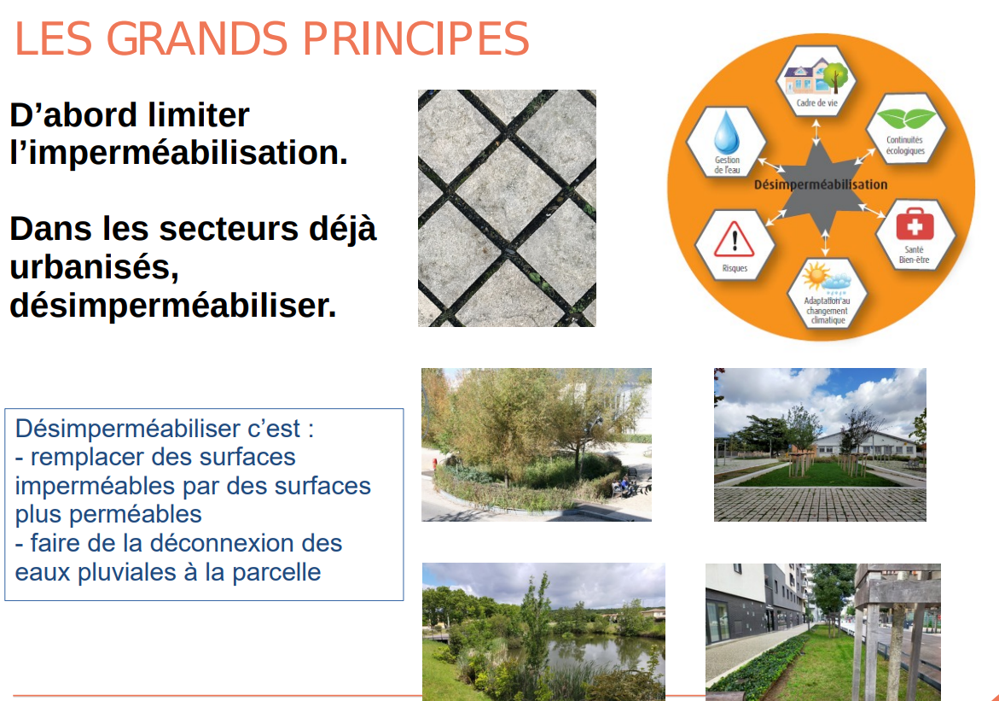 LES GRANDS PRINCIPES
D'abord limiter
l'imperméabilisation.
Dans les secteurs déjà
urbanisés,
désimperméabiliser.
Désimperméabiliser c'est :
- remplacer des surfaces
imperméables par des surfaces
plus perméables
- faire de la déconnexion des
eaux pluviales à la parcelle
Cadre de vie
Continuités
écologiques
Gestion
de l'eau
Désimperméabilisation
Santé
Bien-être
Risques
Adaptation au
changement
climatique